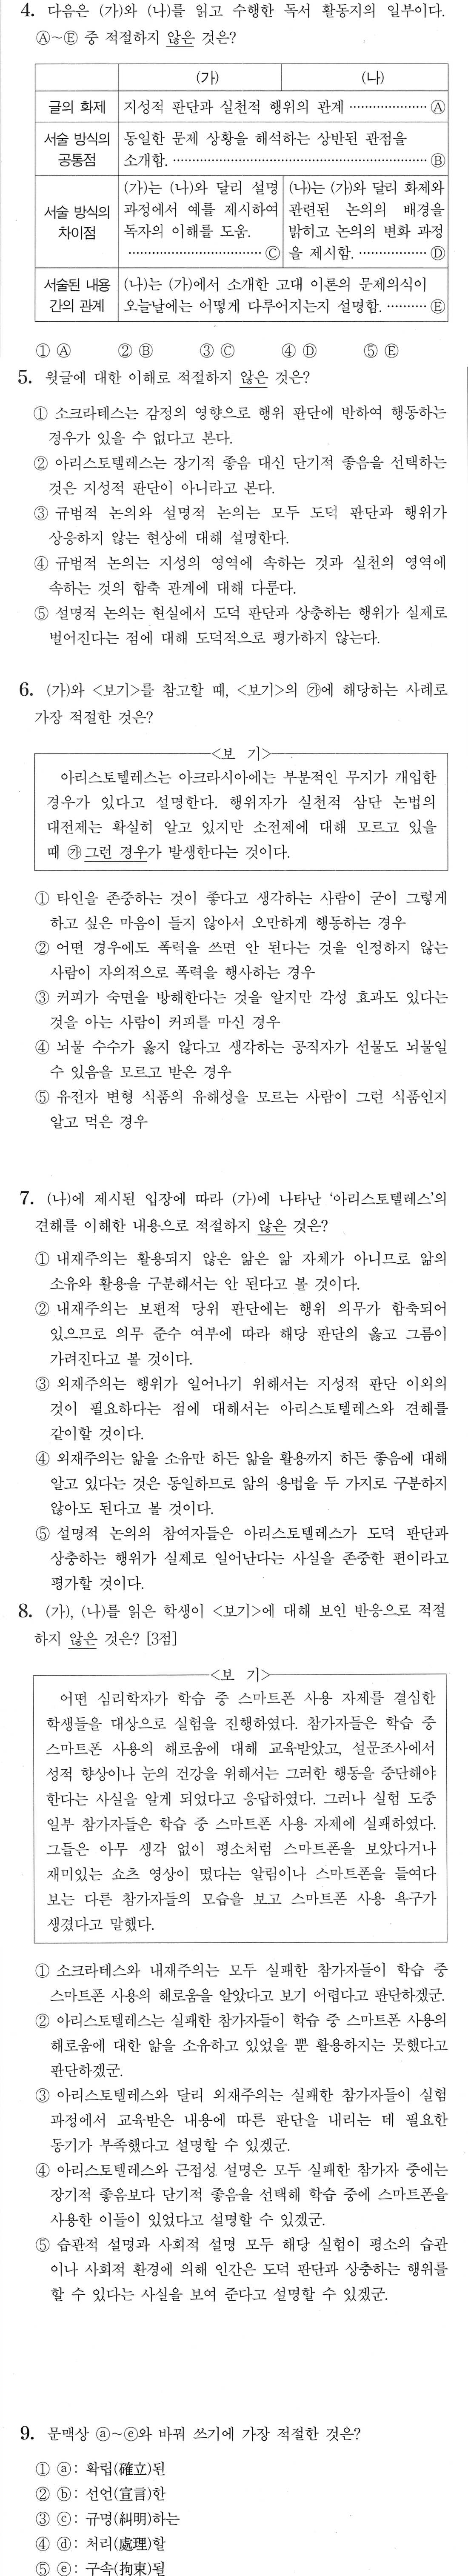 4. 다음은 (가)와 (나)를 읽고 수행한 독서 활동지의 일부이다.
Ⓐ~Ⓔ 중 적절하지 않은 것은?
(가) (나)
글의 화제 지성적 판단과 실천적 행위의 관계 ··················· Ⓐ
서술 방식의 공통점 동일한 문제 상황을 해석하는 상반된 관점을
소개함. ······························································ Ⓑ
서술 방식의 차이점 (가)는 (나)와 달리 설명
과정에서 예를 제시하여
독자의 이해를 도움.
································· Ⓒ
(나)는 (가)와 달리 화제와
관련된 논의의 배경을
밝히고 논의의 변화 과정
을 제시함. ················· Ⓓ
서술된 내용 간의 관계 (나)는 (가)에서 소개한 고대 이론의 문제의식이
오늘날에는 어떻게 다루어지는지 설명함. ·········· Ⓔ
① Ⓐ ② Ⓑ ③ Ⓒ ④ Ⓓ ⑤ Ⓔ
5. 윗글에 대한 이해로 적절하지 않은 것은?
① 소크라테스는 감정의 영향으로 행위 판단에 반하여 행동하는
경우가 있을 수 없다고 본다.
② 아리스토텔레스는 장기적 좋음 대신 단기적 좋음을 선택하는
것은 지성적 판단이 아니라고 본다.
③ 규범적 논의와 설명적 논의는 모두 도덕 판단과 행위가
상응하지 않는 현상에 대해 설명한다.
④ 규범적 논의는 지성의 영역에 속하는 것과 실천의 영역에
속하는 것의 함축 관계에 대해 다룬다.
⑤ 설명적 논의는 현실에서 도덕 판단과 상충하는 행위가 실제로
벌어진다는 점에 대해 도덕적으로 평가하지 않는다.
6. (가)와 <보기>를 참고할 때, <보기>의 ㉮에 해당하는 사례로
가장 적절한 것은?
<보 기>
아리스토텔레스는 아크라시아에는 부분적인 무지가 개입한
경우가 있다고 설명한다. 행위자가 실천적 삼단 논법의
대전제는 확실히 알고 있지만 소전제에 대해 모르고 있을
때 ㉮그런 경우가 발생한다는 것이다.
① 타인을 존중하는 것이 좋다고 생각하는 사람이 굳이 그렇게
하고 싶은 마음이 들지 않아서 오만하게 행동하는 경우
② 어떤 경우에도 폭력을 쓰면 안 된다는 것을 인정하지 않는
사람이 자의적으로 폭력을 행사하는 경우
③ 커피가 숙면을 방해한다는 것을 알지만 각성 효과도 있다는
것을 아는 사람이 커피를 마신 경우
④ 뇌물 수수가 옳지 않다고 생각하는 공직자가 선물도 뇌물일
수 있음을 모르고 받은 경우
⑤ 유전자 변형 식품의 유해성을 모르는 사람이 그런 식품인지
알고 먹은 경우
7. (나)에 제시된 입장에 따라 (가)에 나타난 ‘아리스토텔레스’의
견해를 이해한 내용으로 적절하지 않은 것은?
① 내재주의는 활용되지 않은 앎은 앎 자체가 아니므로 앎의
소유와 활용을 구분해서는 안 된다고 볼 것이다.
② 내재주의는 보편적 당위 판단에는 행위 의무가 함축되어
있으므로 의무 준수 여부에 따라 해당 판단의 옳고 그름이
가려진다고 볼 것이다.
③ 외재주의는 행위가 일어나기 위해서는 지성적 판단 이외의
것이 필요하다는 점에 대해서는 아리스토텔레스와 견해를
같이할 것이다.
④ 외재주의는 앎을 소유만 하든 앎을 활용까지 하든 좋음에 대해
알고 있다는 것은 동일하므로 앎의 용법을 두 가지로 구분하지
않아도 된다고 볼 것이다.
⑤ 설명적 논의의 참여자들은 아리스토텔레스가 도덕 판단과
상충하는 행위가 실제로 일어난다는 사실을 존중한 편이라고
평가할 것이다.
8. (가), (나)를 읽은 학생이 <보기>에 대해 보인 반응으로 적절
하지 않은 것은? [3점]
<보 기>
어떤 심리학자가 학습 중 스마트폰 사용 자제를 결심한
학생들을 대상으로 실험을 진행하였다. 참가자들은 학습 중
스마트폰 사용의 해로움에 대해 교육받았고, 설문조사에서
성적 향상이나 눈의 건강을 위해서는 그러한 행동을 중단해야
한다는 사실을 알게 되었다고 응답하였다. 그러나 실험 도중
일부 참가자들은 학습 중 스마트폰 사용 자제에 실패하였다.
그들은 아무 생각 없이 평소처럼 스마트폰을 보았다거나
재미있는 쇼츠 영상이 떴다는 알림이나 스마트폰을 들여다
보는 다른 참가자들의 모습을 보고 스마트폰 사용 욕구가
생겼다고 말했다.
① 소크라테스와 내재주의는 모두 실패한 참가자들이 학습 중
스마트폰 사용의 해로움을 알았다고 보기 어렵다고 판단하겠군.
② 아리스토텔레스는 실패한 참가자들이 학습 중 스마트폰 사용의
해로움에 대한 앎을 소유하고 있었을 뿐 활용하지는 못했다고
판단하겠군.
③ 아리스토텔레스와 달리 외재주의는 실패한 참가자들이 실험
과정에서 교육받은 내용에 따른 판단을 내리는 데 필요한
동기가 부족했다고 설명할 수 있겠군.
④ 아리스토텔레스와 근접성 설명은 모두 실패한 참가자 중에는
장기적 좋음보다 단기적 좋음을 선택해 학습 중에 스마트폰을
사용한 이들이 있었다고 설명할 수 있겠군.
⑤ 습관적 설명과 사회적 설명 모두 해당 실험이 평소의 습관
이나 사회적 환경에 의해 인간은 도덕 판단과 상충하는 행위를
할 수 있다는 사실을 보여 준다고 설명할 수 있겠군.
9. 문맥상 ⓐ~ⓔ와 바꿔 쓰기에 가장 적절한 것은?
① ⓐ: 확립(確立)된
② ⓑ: 선언(宣言)한
③ ⓒ: 규명(糾明)하는
④ ⓓ: 처리(處理)할
⑤ ⓔ: 구속(拘束)될